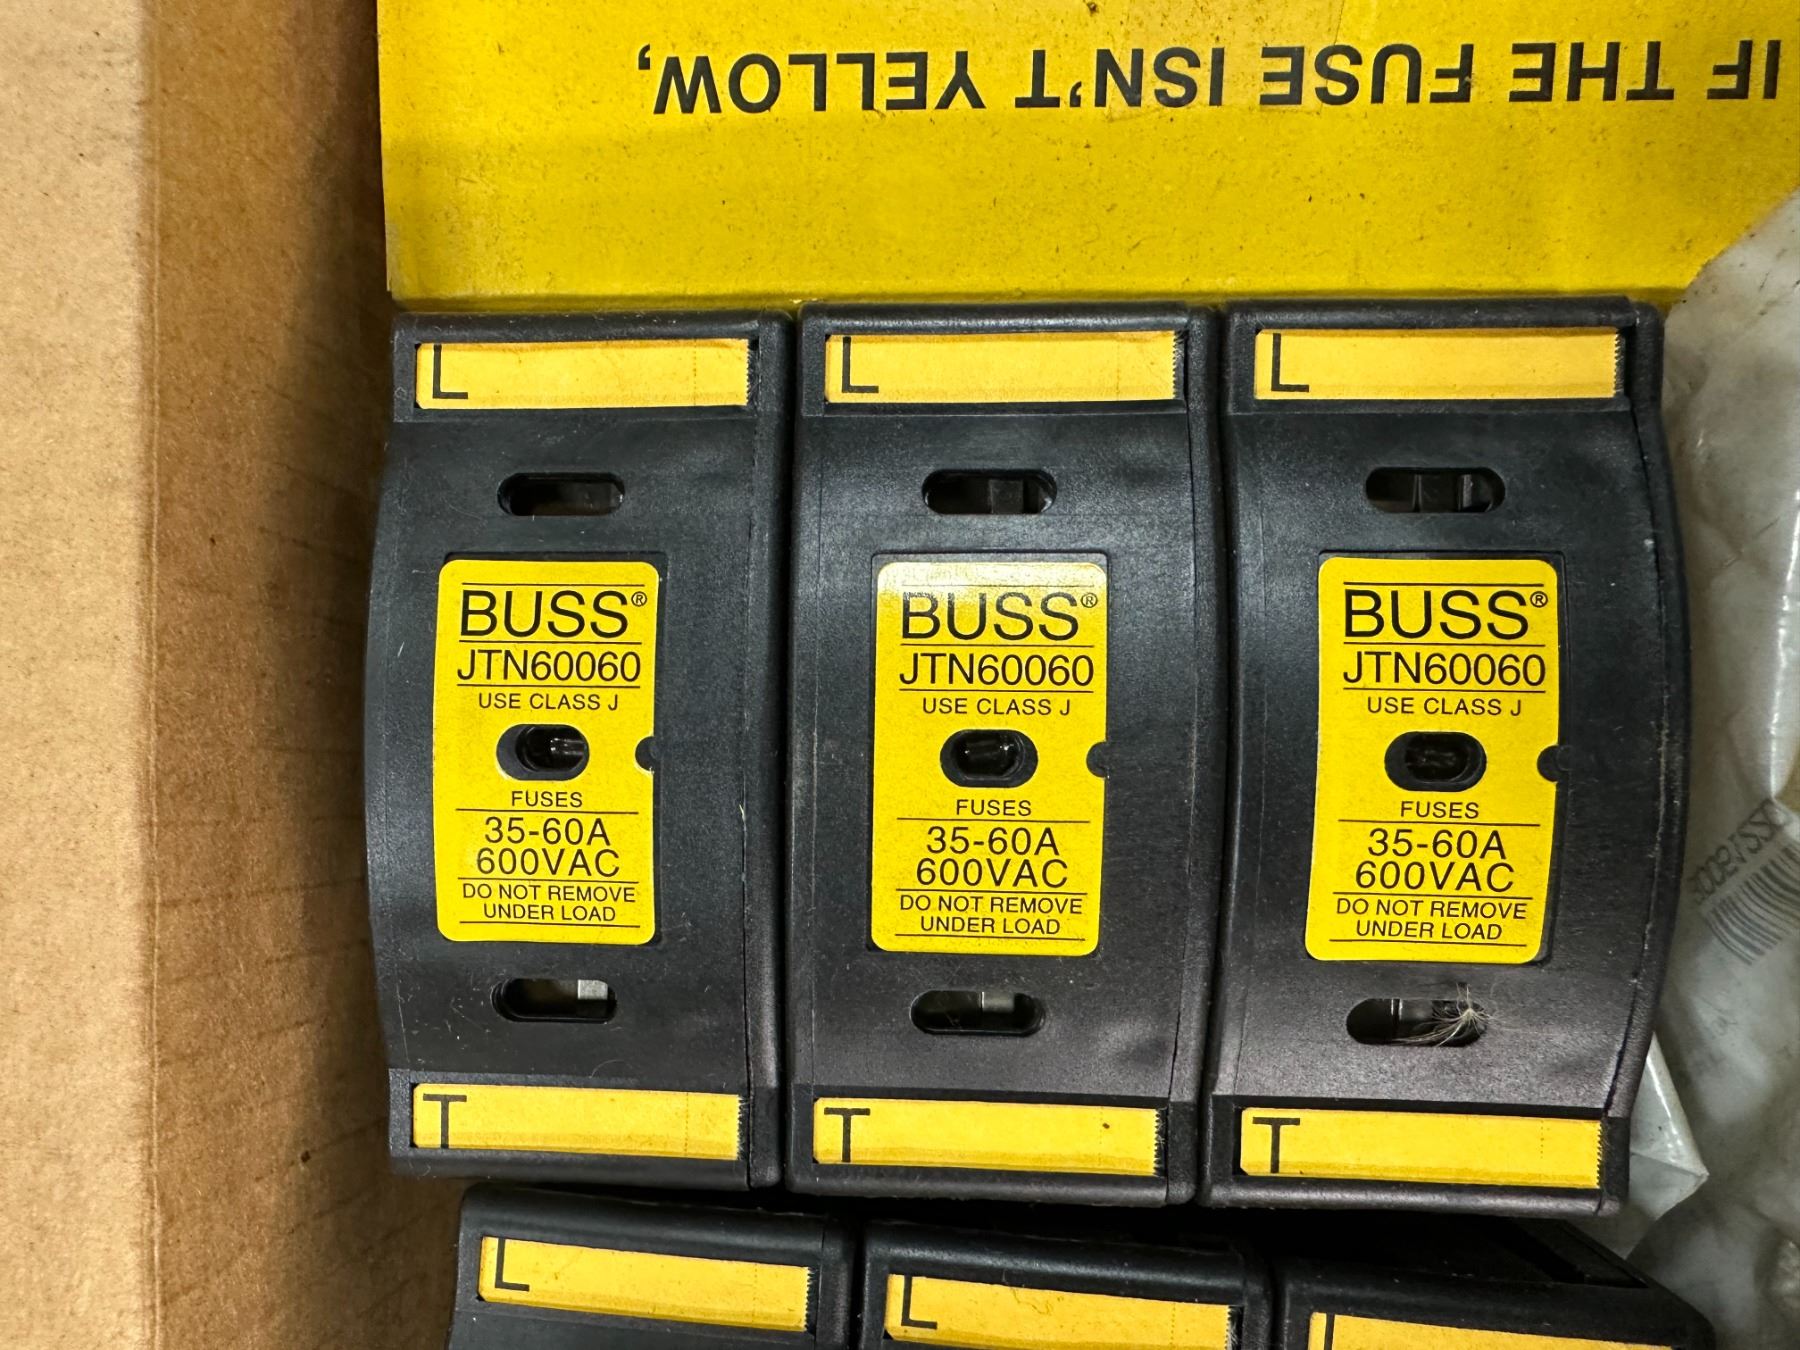 IF THE FUSE ISN'T YELLOW,
L
L
L
BUSS®
JTN60060
USE CLASS J
FUSES
35-60A
600VAC
DO NOT REMOVE
UNDER LOAD
BUSS®
JTN60060
USE CLASS J
FUSES
35-60A
600VAC
DO NOT REMOVE
UNDER LOAD
BUSS®
JTN60060
USE CLASS J
FUSES
35-60A
600VAC
DO NOT REMOVE
UNDER LOAD
T
T
T
L
L